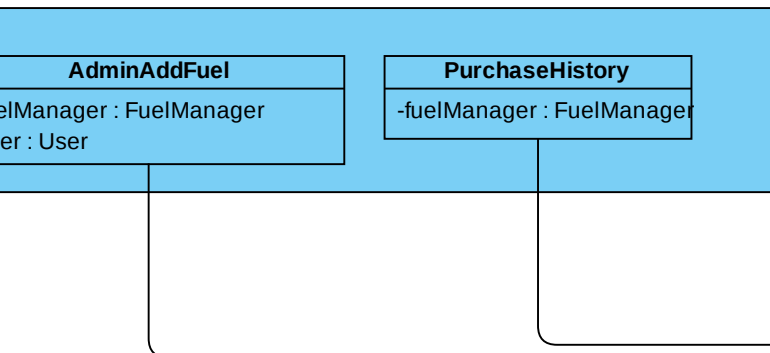 AdminAddFuel
elManager : FuelManager
er : User
PurchaseHistory
-fuelManager : FuelManager